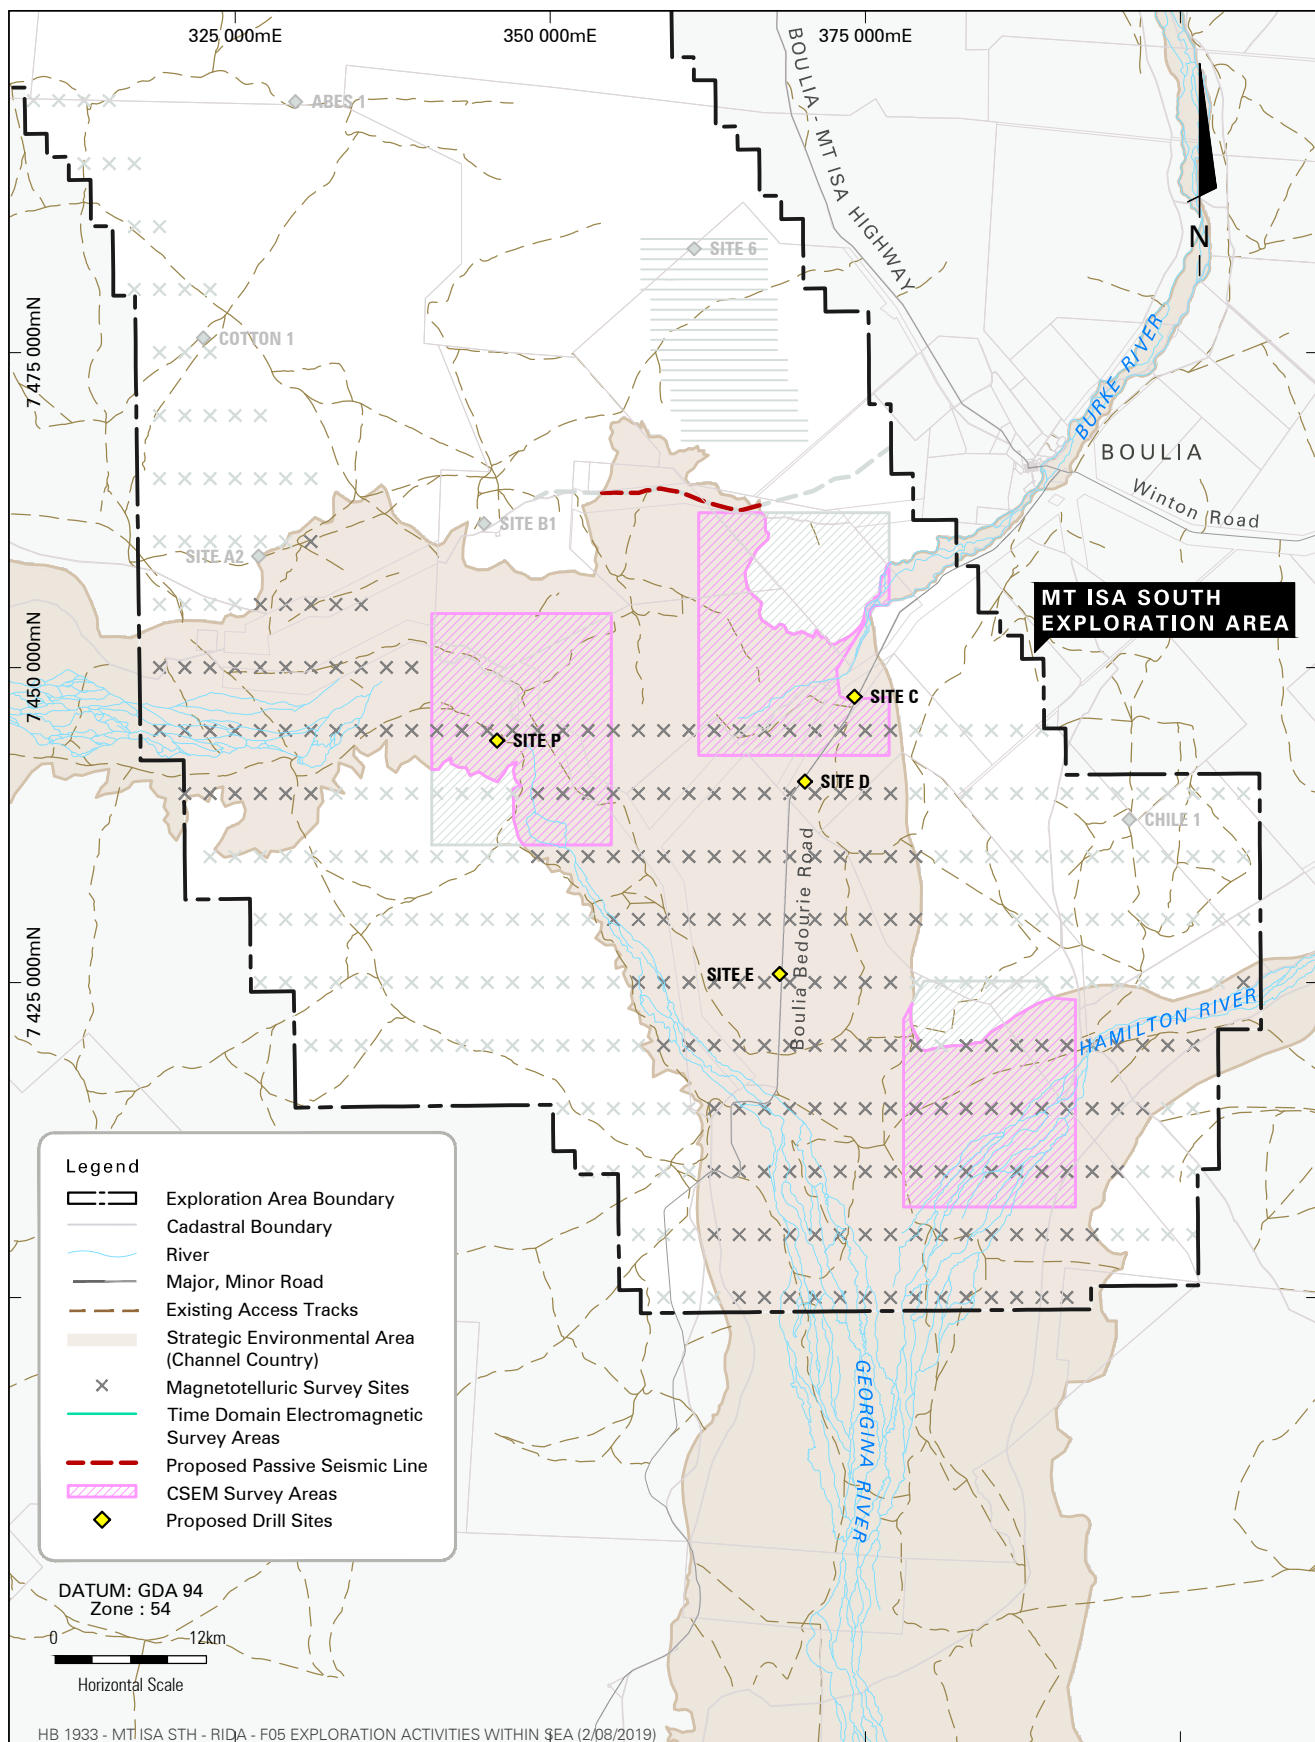 325 000mE
350 000mE
375 000mE
BOULIA - MT ISA HIGHWAY
ABES 1
N
SITE 6
BURKE RIVER
COTTON 1
7 475 000mN
BOULIA
Winton Road
SITE B1
SITE A2
MT ISA SOUTH
EXPLORATION AREA
7 450 000mN
SITE C
SITE P
SITE D
CHILE 1
Boulia Bedourie Road
SITE E
7 425 000mN
HAMILTON RIVER
Legend
Exploration Area Boundary
Cadastral Boundary
River
Major, Minor Road
Existing Access Tracks
Strategic Environmental Area
(Channel Country)
Magnetotelluric Survey Sites
Time Domain Electromagnetic
Survey Areas
Proposed Passive Seismic Line
CSEM Survey Areas
Proposed Drill Sites
GEORGINA RIVER
DATUM: GDA 94
Zone : 54
0 12km
Horizontal Scale
HB 1933 - MT ISA STH - RIDA - F05 EXPLORATION ACTIVITIES WITHIN SEA (2/08/2019)